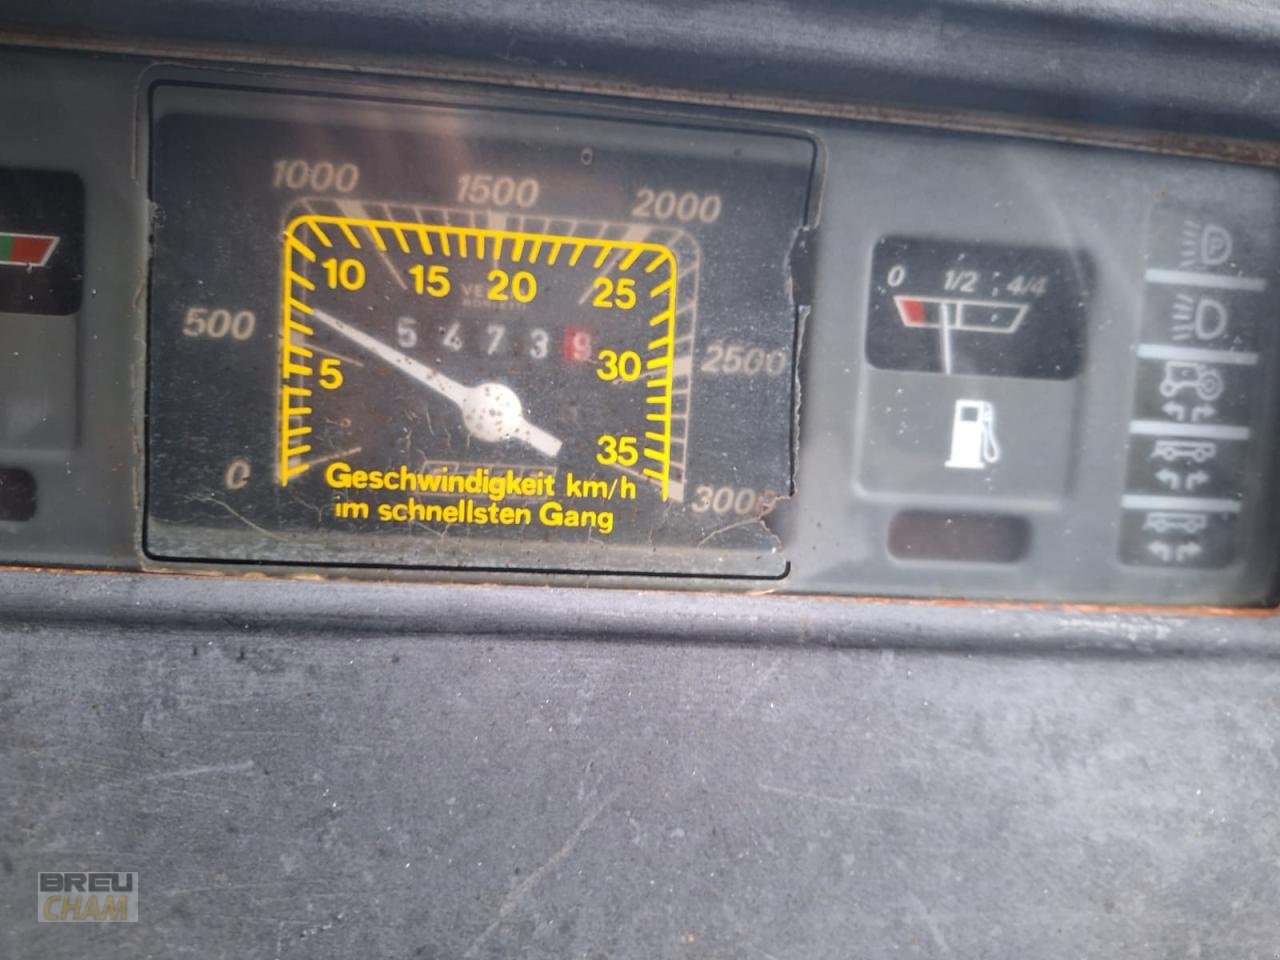 1000 1500 2000
10 15 20 25
0 1/2 4/4
500 5 4 7 3 9 2500
5 30
35
0 3000
Geschwindigkeit km/h
im schnellsten Gang
BREU
CHAM